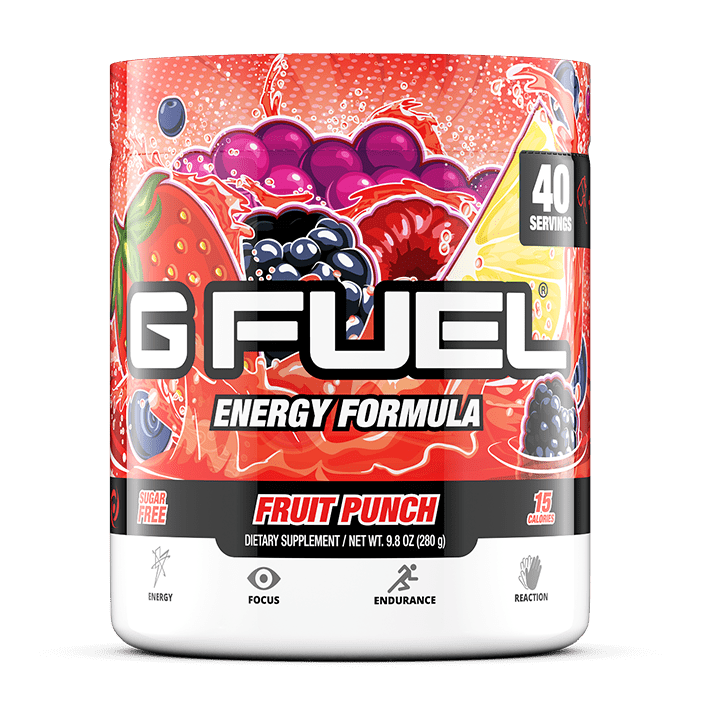 40
SERVINGS
G FUEL®
ENERGY FORMULA
SUGAR
FREE
FRUIT PUNCH
15
CALORIES
DIETARY SUPPLEMENT / NET WT. 9.8 OZ (280 g)
ENERGY
FOCUS
ENDURANCE
REACTION